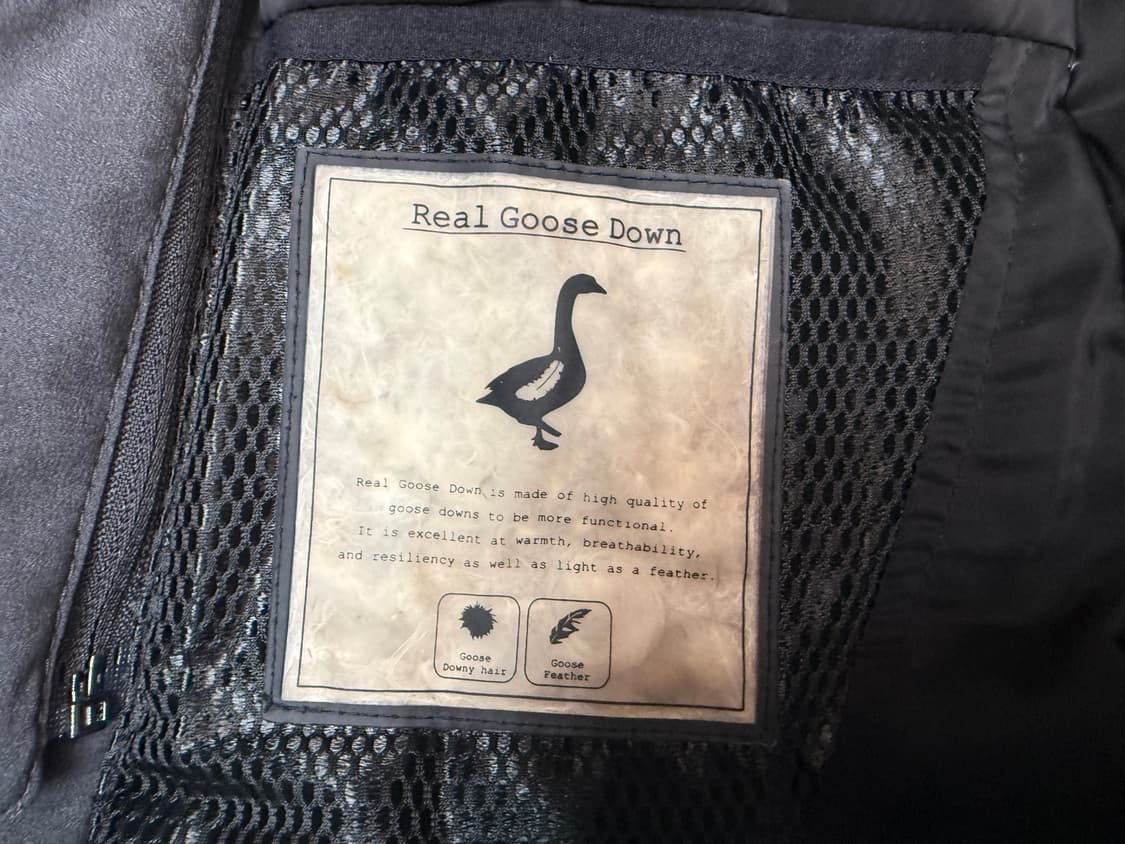 Real Goose Down
Real Goose Down is made of high quality of
goose downs to be more functional.
It is excellent at warmth, breathability,
and resiliency as well as light as a feather.
Goose
Downy hair
Goose
Feather